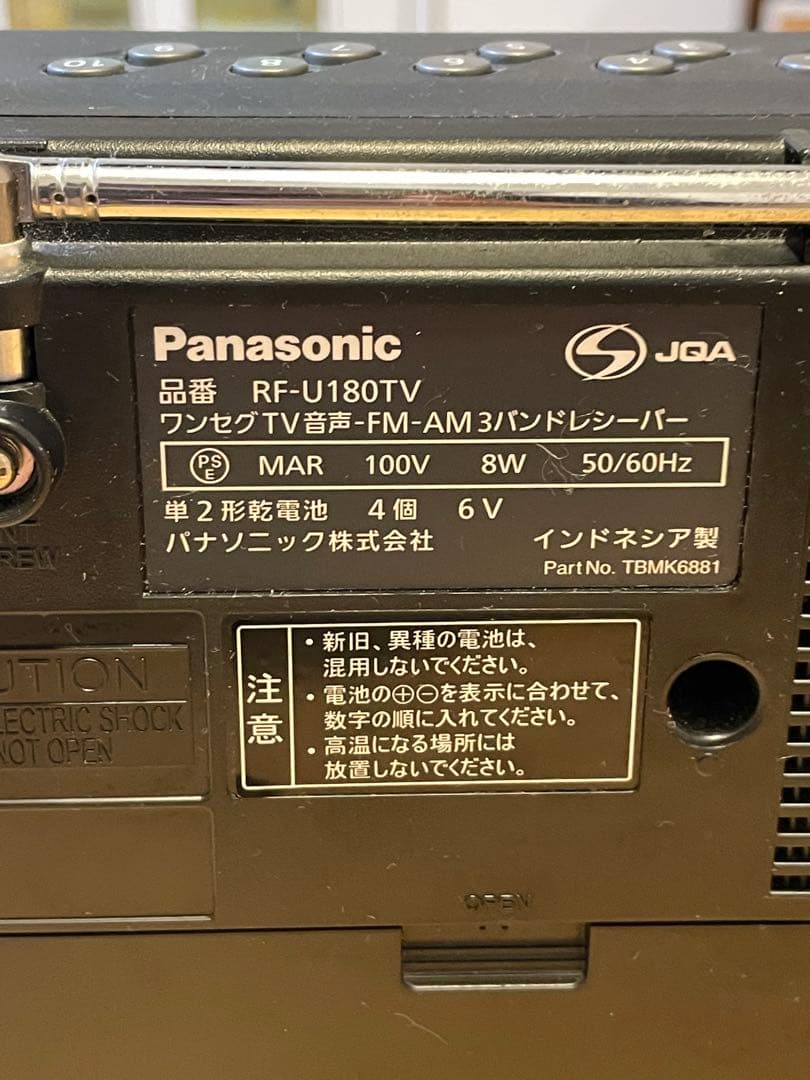 10 9 8 7 6 5 4 3
Panasonic
JQA
品番 RF-U180TV
ワンセグTV音声-FM-AM 3バンドレシーバー
PSE MAR 100V 8W 50/60Hz
単2形乾電池 4個 6V
パナソニック株式会社 インドネシア製
Part No. TBMK6881
注意
・新旧、異種の電池は、
混用しないでください。
・電池の⊕⊖を表示に合わせて、
数字の順に入れてください。
・高温になる場所には
放置しないでください。
UTION
LECTRIC SHOCK
NOT OPEN
OPEN